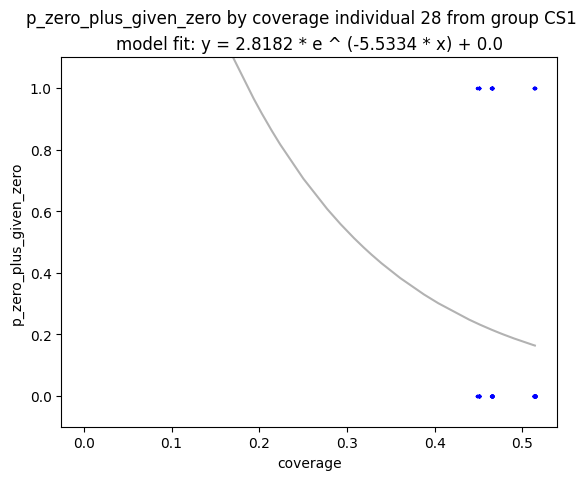 p_zero_plus_given_zero by coverage individual 28 from group CS1
model fit: y = 2.8182 * e ^ (-5.5334 * x) + 0.0
1.0
0.8
0.6
0.4
0.2
0.0
p_zero_plus_given_zero
0.0 0.1 0.2 0.3 0.4 0.5
coverage